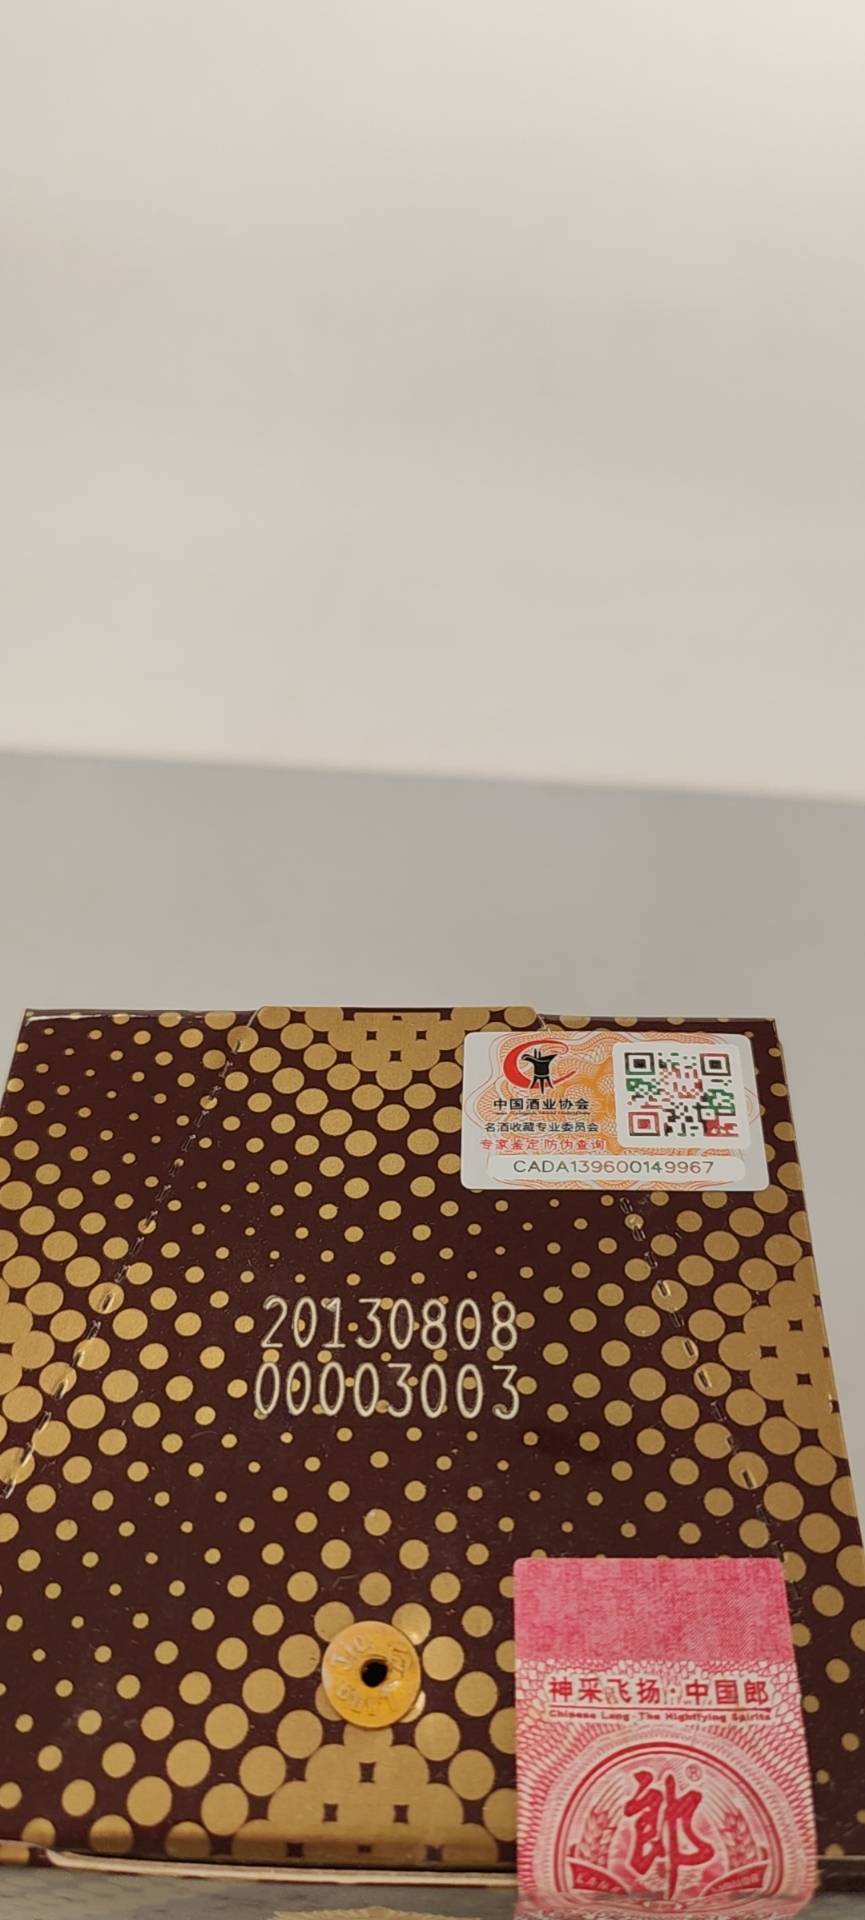 中国酒业协会
名酒收藏专业委员会
专家鉴定 防伪查询
CADA139600149967
20130808
00003003
神采飞扬·中国郎
Chinese Lang The Highflying Spirits
郎®